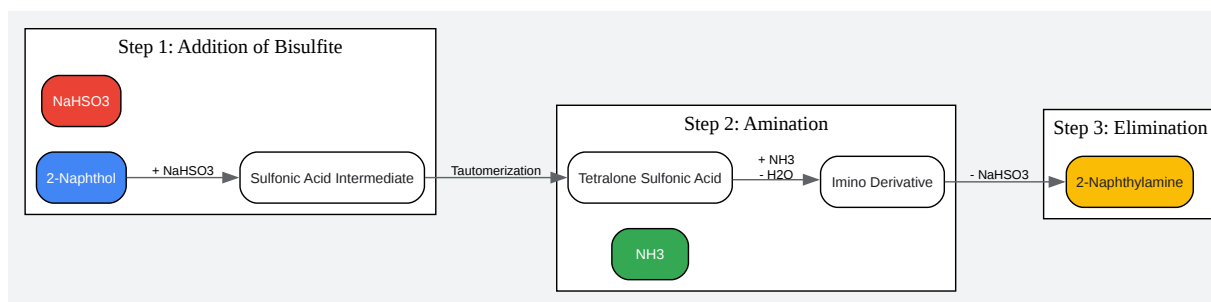 Step 1: Addition of Bisulfite
NaHSO3
2-Naphthol
+ NaHSO3
Sulfonic Acid Intermediate
Tautomerization
Step 2: Amination
Tetralone Sulfonic Acid
+ NH3
- H2O
Imino Derivative
NH3
- NaHSO3
Step 3: Elimination
2-Naphthylamine